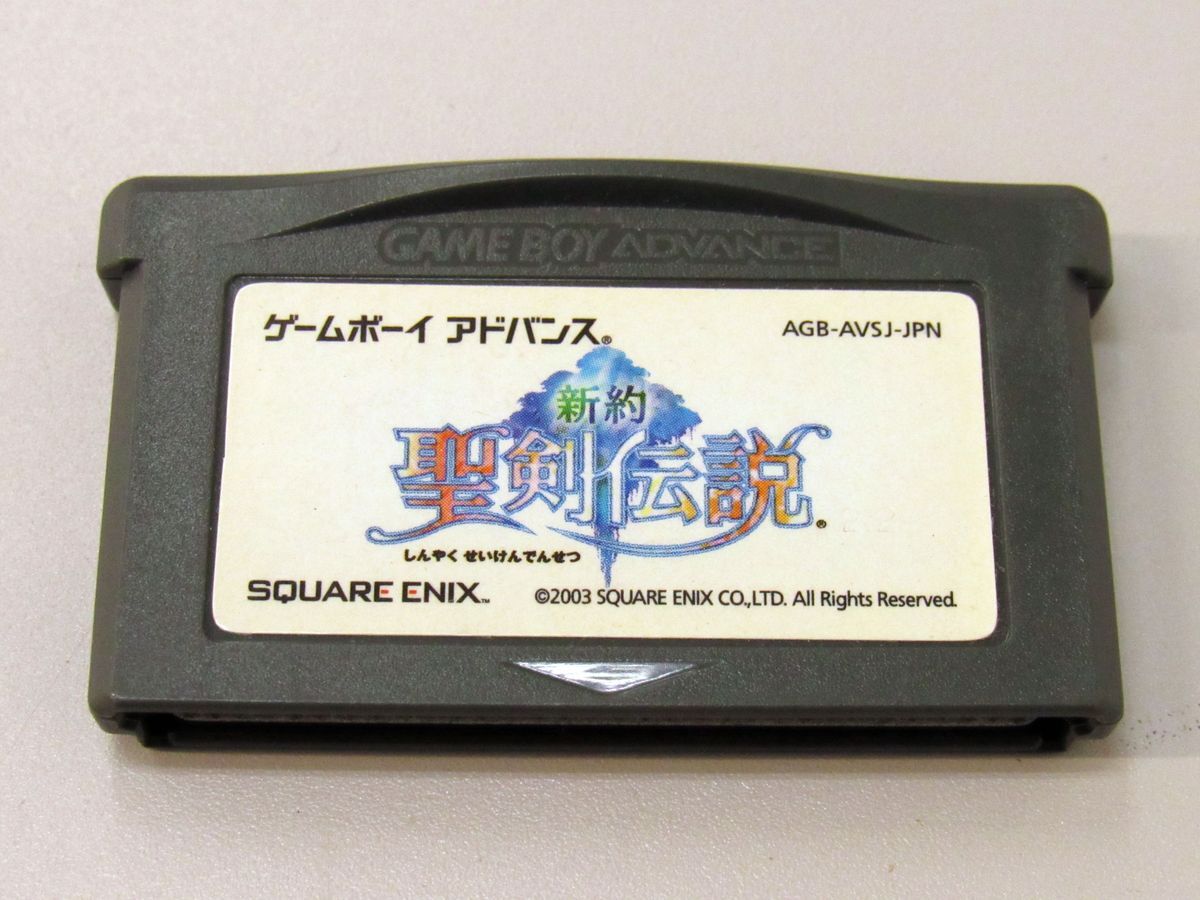 GAME BOY ADVANCE
ゲームボーイ アドバンス®
AGB-AVSJ-JPN
新約
聖剣伝説®
しんやく せいけんでんせつ
SQUARE ENIX™
©2003 SQUARE ENIX CO.,LTD. All Rights Reserved.